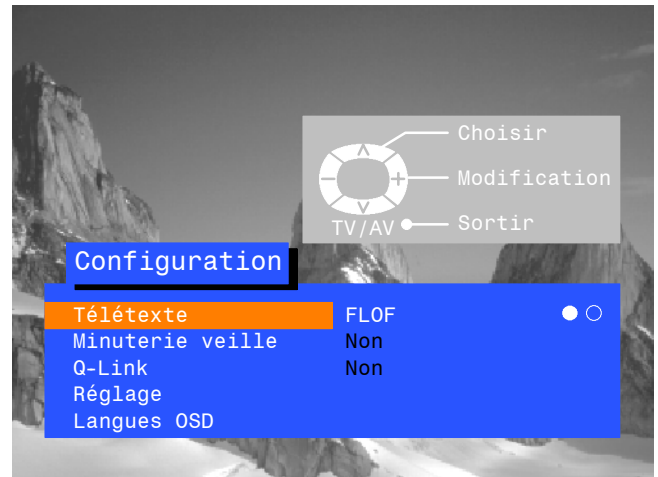 Choisir
Modification
TV/AV Sortir
Configuration
Télétexte FLOF
Minuterie veille Non
Q-Link Non
Réglage
Langues OSD